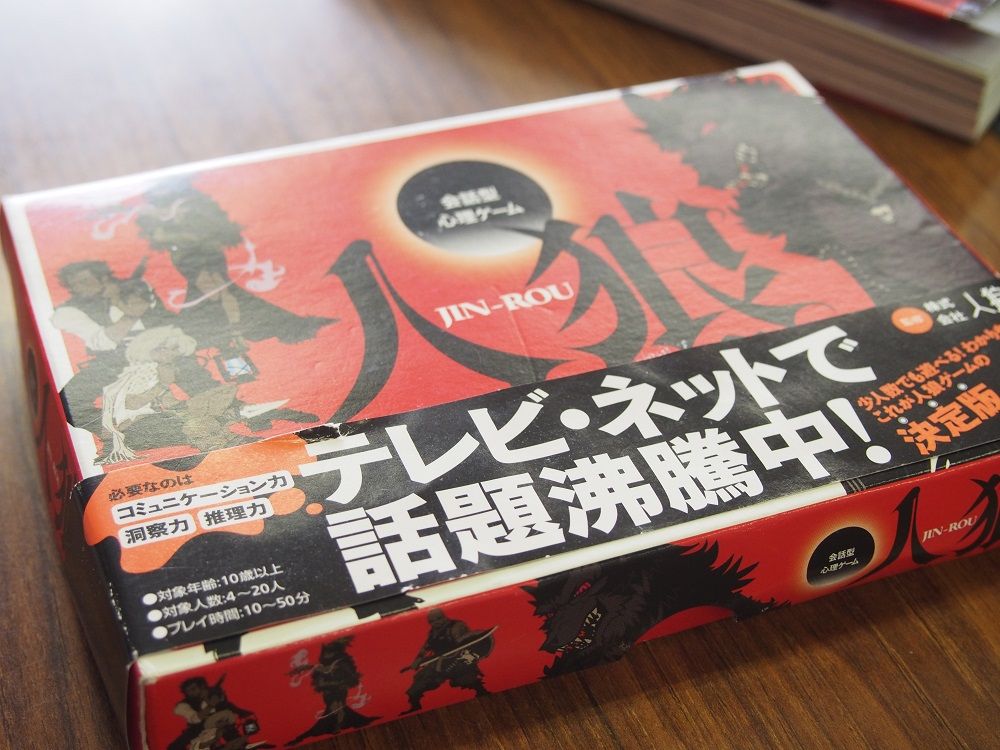 会話型
心理ゲーム
人狼
JIN-ROU
株式
会社
テレビ・ネットで
話題沸騰中!
少人数でも遊べる!
これが人狼ゲームの
決定版
必要なのは
コミュニケーション力
洞察力 推理力
●対象年齢:10歳以上
●対象人数:4〜20人
●プレイ時間:10〜50分
会話型
心理ゲーム
人狼
JIN-ROU